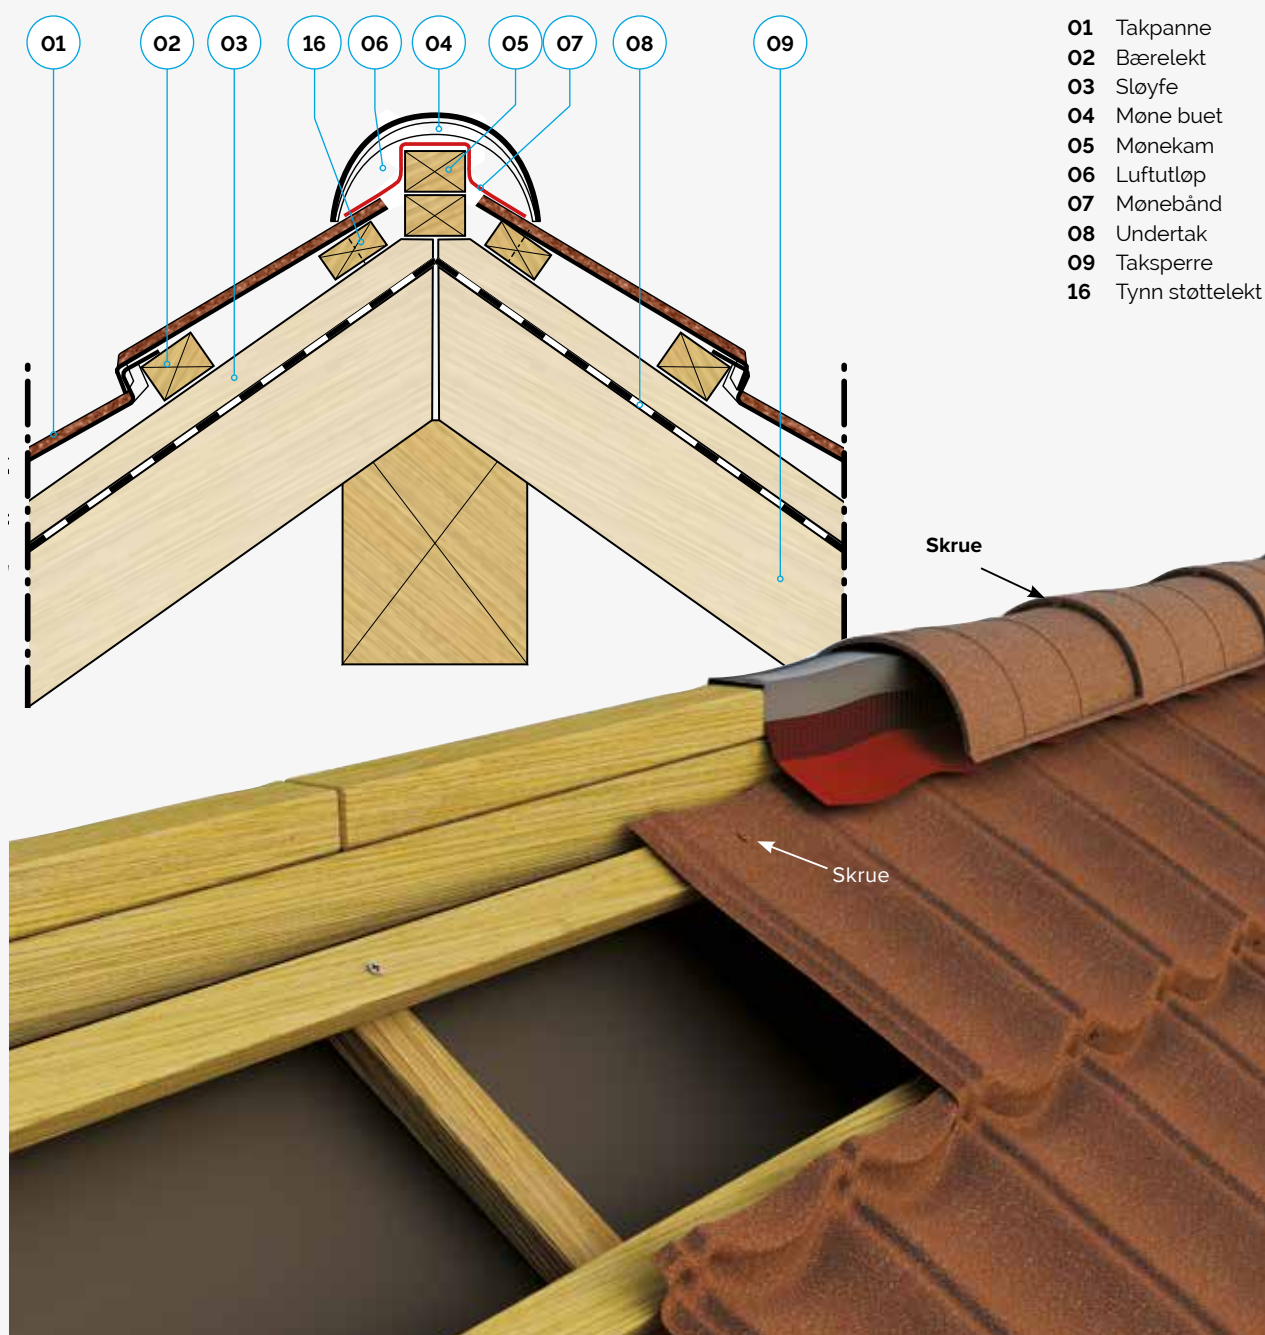 01 02 03 16 06 04 05 07 08 09
01 Takpanne
02 Bærelekt
03 Sløyfe
04 Møne buet
05 Mønekam
06 Luftutløp
07 Mønebånd
08 Undertak
09 Taksperre
16 Tynn støttelekt
Skrue
Skrue